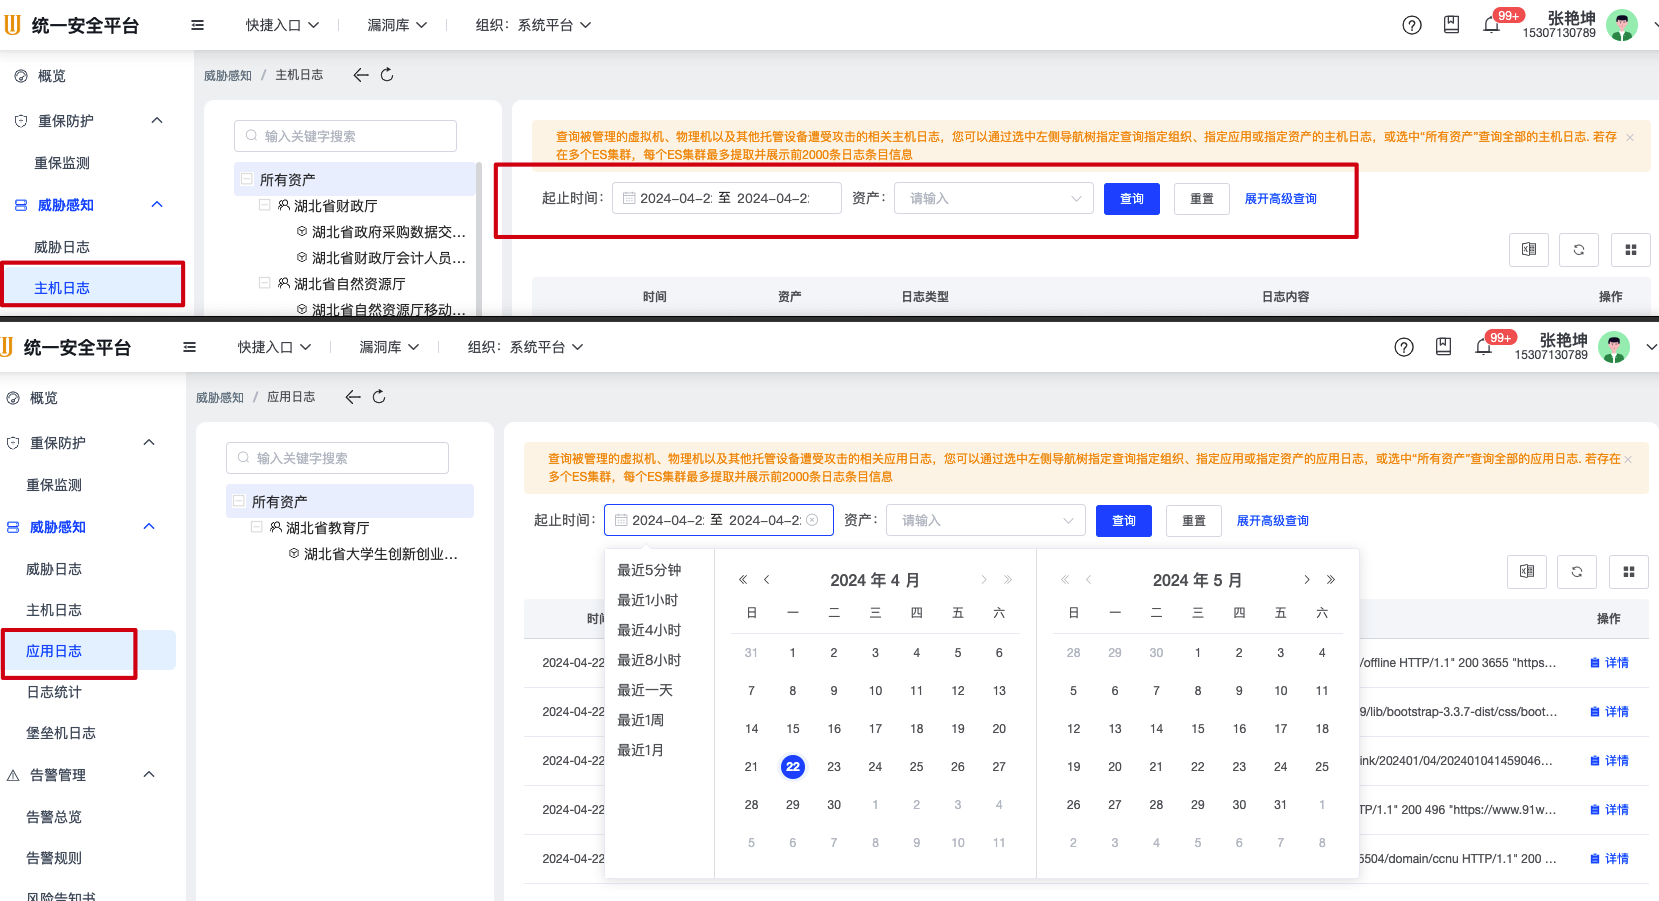 统一安全平台
快捷入口
漏洞库
组织：系统平台
99+
张艳坤
15307130789
概览
重保防护
重保监测
威胁感知
威胁日志
主机日志
威胁感知 / 主机日志
输入关键字搜索
所有资产
湖北省财政厅
湖北省政府采购数据交...
湖北省财政厅会计人员...
湖北省自然资源厅
湖北省自然资源厅移动...
查询被管理的虚拟机、物理机以及其他托管设备遭受攻击的相关主机日志，您可以通过选中左侧导航树指定查询指定组织、指定应用或指定资产的主机日志，或选中“所有资产”查询全部的主机日志. 若存
在多个ES集群，每个ES集群最多提取并展示前2000条日志条目信息
起止时间： 2024-04-2 至 2024-04-2 资产： 请输入 查询 重置 展开高级查询
时间 资产 日志类型 日志内容 操作
统一安全平台
快捷入口
漏洞库
组织：系统平台
99+
张艳坤
15307130789
概览
重保防护
重保监测
威胁感知
威胁日志
主机日志
应用日志
日志统计
堡垒机日志
告警管理
告警总览
告警规则
风险告知书
威胁感知 / 应用日志
输入关键字搜索
所有资产
湖北省教育厅
湖北省大学生创新创业...
查询被管理的虚拟机、物理机以及其他托管设备遭受攻击的相关应用日志，您可以通过选中左侧导航树指定查询指定组织、指定应用或指定资产的应用日志，或选中“所有资产”查询全部的应用日志. 若存在
多个ES集群，每个ES集群最多提取并展示前2000条日志条目信息
起止时间： 2024-04-2 至 2024-04-2 资产： 请输入 查询 重置 展开高级查询
最近5分钟
最近1小时
最近4小时
最近8小时
最近一天
最近1周
最近1月
2024 年 4 月
日 一 二 三 四 五 六
31 1 2 3 4 5 6
7 8 9 10 11 12 13
14 15 16 17 18 19 20
21 22 23 24 25 26 27
28 29 30 1 2 3 4
5 6 7 8 9 10 11
2024 年 5 月
日 一 二 三 四 五 六
28 29 30 1 2 3 4
5 6 7 8 9 10 11
12 13 14 15 16 17 18
19 20 21 22 23 24 25
26 27 28 29 30 31 1
2 3 4 5 6 7 8
时间 操作
2024-04-22 /offline HTTP/1.1" 200 3655 "https... 详情
2024-04-22 9/lib/bootstrap-3.3.7-dist/css/boot... 详情
2024-04-22 ink/202401/04/202401041459046... 详情
2024-04-22 TP/1.1" 200 496 "https://www.91w... 详情
2024-04-22 5504/domain/ccnu HTTP/1.1" 200 ... 详情